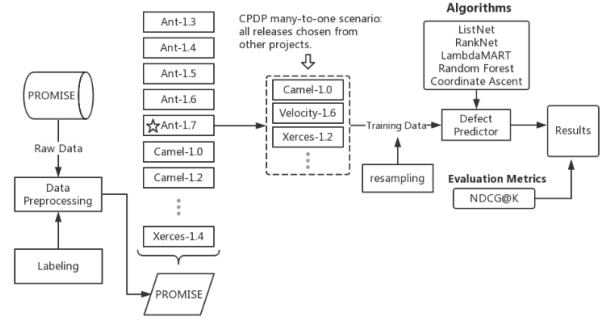 PROMISE
Raw Data
Data
Preprocessing
Labeling
Ant-1.3
Ant-1.4
Ant-1.5
Ant-1.6
Ant-1.7
Camel-1.0
Camel-1.2
Xerces-1.4
PROMISE
CPDP many-to-one scenario:
all releases chosen from
other projects.
Camel-1.0
Velocity-1.6
Xerces-1.2
Training Data
resampling
Algorithms
ListNet
RankNet
LambdaMART
Random Forest
Coordinate Ascent
Defect
Predictor
Results
Evaluation Metrics
NDCG@K